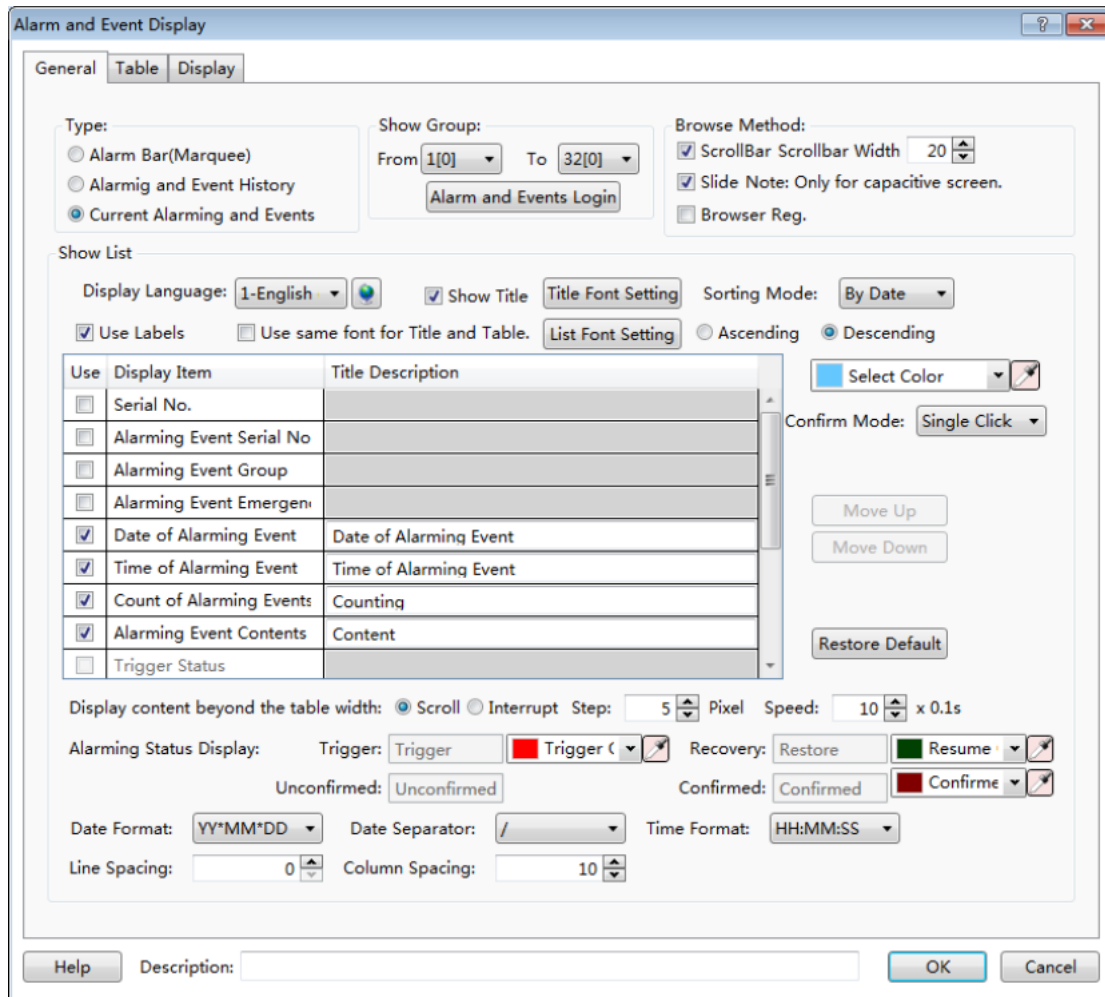 Alarm and Event Display
General Table Display
Type:
Alarm Bar(Marquee)
Alarmig and Event History
Current Alarming and Events
Show Group:
From 1[0] To 32[0]
Alarm and Events Login
Browse Method:
ScrollBar Scrollbar Width 20
Slide Note: Only for capacitive screen.
Browser Reg.
Show List
Display Language: 1-English Show Title Title Font Setting Sorting Mode: By Date
Use Labels Use same font for Title and Table. List Font Setting Ascending Descending
Use Display Item Title Description
Serial No.
Alarming Event Serial No
Alarming Event Group
Alarming Event Emergen
Date of Alarming Event Date of Alarming Event
Time of Alarming Event Time of Alarming Event
Count of Alarming Events Counting
Alarming Event Contents Content
Trigger Status
Select Color
Confirm Mode: Single Click
Move Up
Move Down
Restore Default
Display content beyond the table width: Scroll Interrupt Step: 5 Pixel Speed: 10 x 0.1s
Alarming Status Display: Trigger: Trigger Trigger C Recovery: Restore Resume
Unconfirmed: Unconfirmed Confirmed: Confirmed Confirme
Date Format: YY*MM*DD Date Separator: / Time Format: HH:MM:SS
Line Spacing: 0 Column Spacing: 10
Help Description: OK Cancel